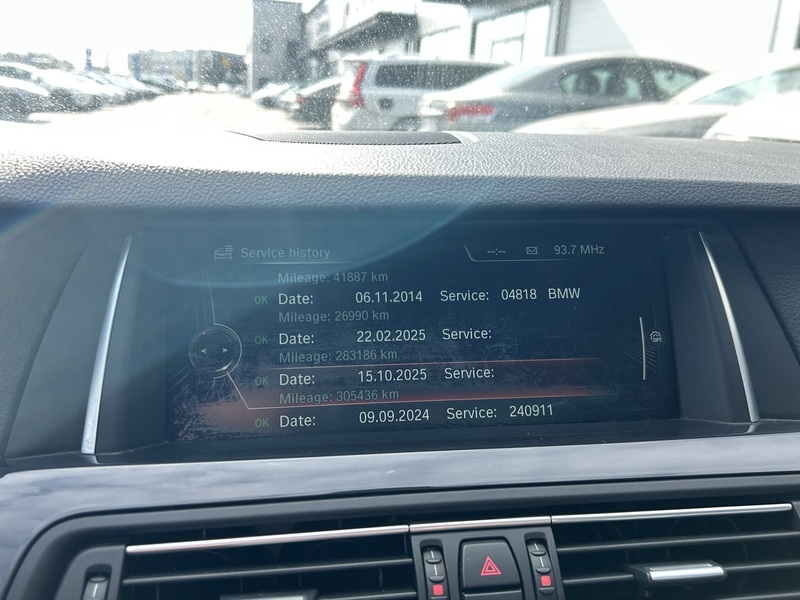 Service history --:-- 93.7 MHz
Mileage: 41887 km
OK Date: 06.11.2014 Service: 04818 BMW
Mileage: 26990 km
OK Date: 22.02.2025 Service:
Mileage: 283186 km
OK Date: 15.10.2025 Service:
Mileage: 305436 km
OK Date: 09.09.2024 Service: 240911
OPT